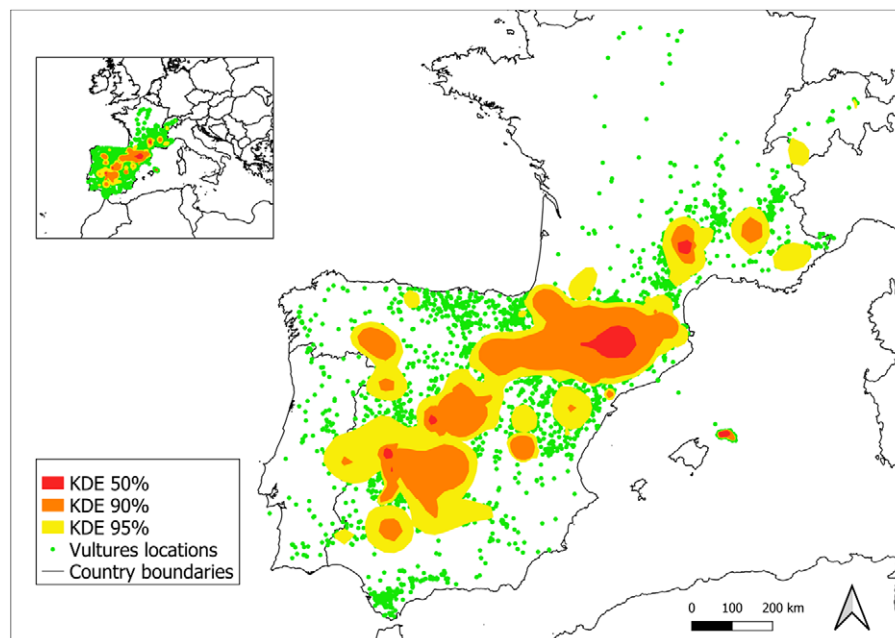 KDE 50%
KDE 90%
KDE 95%
Vultures locations
Country boundaries
0 100 200 km